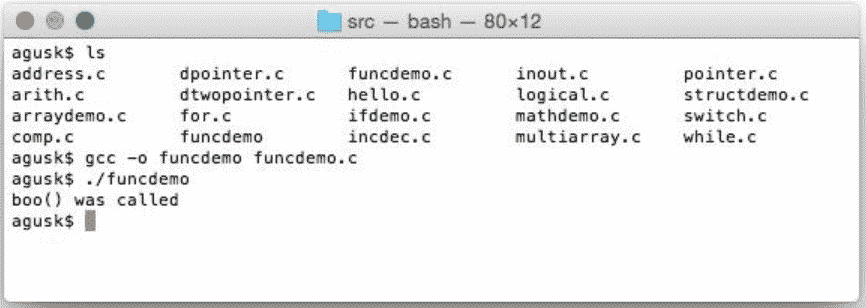 src — bash — 80×12
agusk$ ls
address.c dpointer.c funcdemo.c inout.c pointer.c
arith.c dtwopointer.c hello.c logical.c structdemo.c
arraydemo.c for.c ifdemo.c mathdemo.c switch.c
comp.c funcdemo incdec.c multiarray.c while.c
agusk$ gcc -o funcdemo funcdemo.c
agusk$ ./funcdemo
boo() was called
agusk$